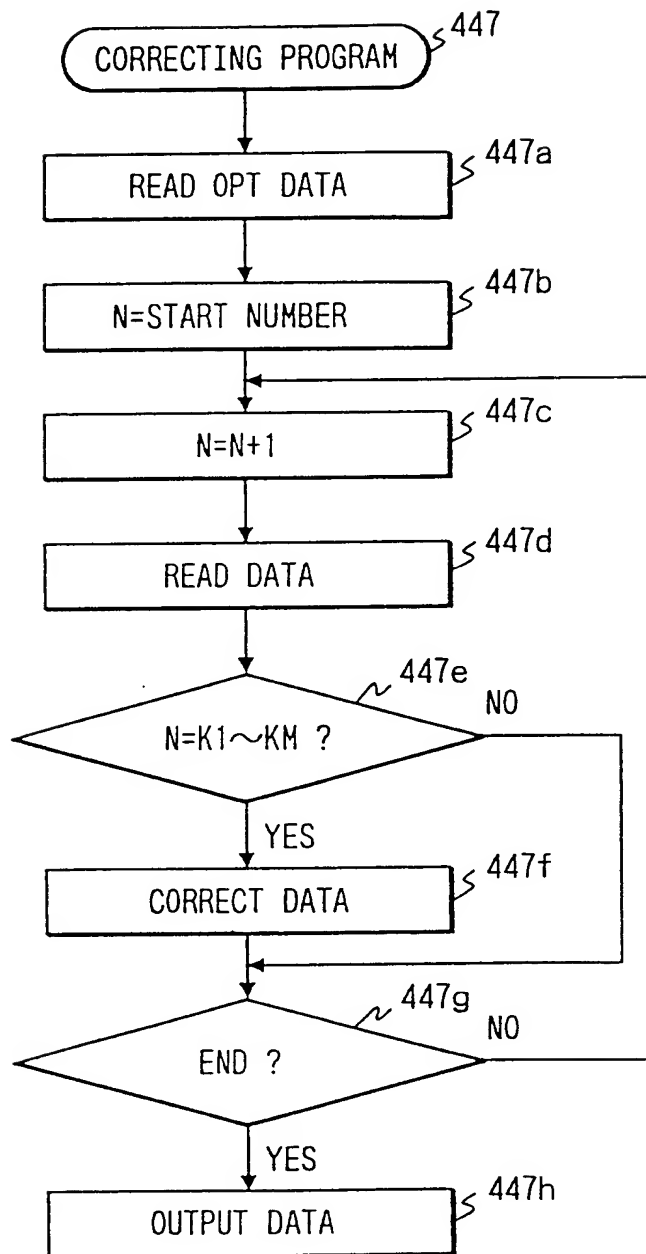 447
CORRECTING PROGRAM
447a
READ OPT DATA
447b
N=START NUMBER
447c
N=N+1
447d
READ DATA
447e
NO
N=K1~KM ?
YES
447f
CORRECT DATA
447g
NO
END ?
YES
447h
OUTPUT DATA